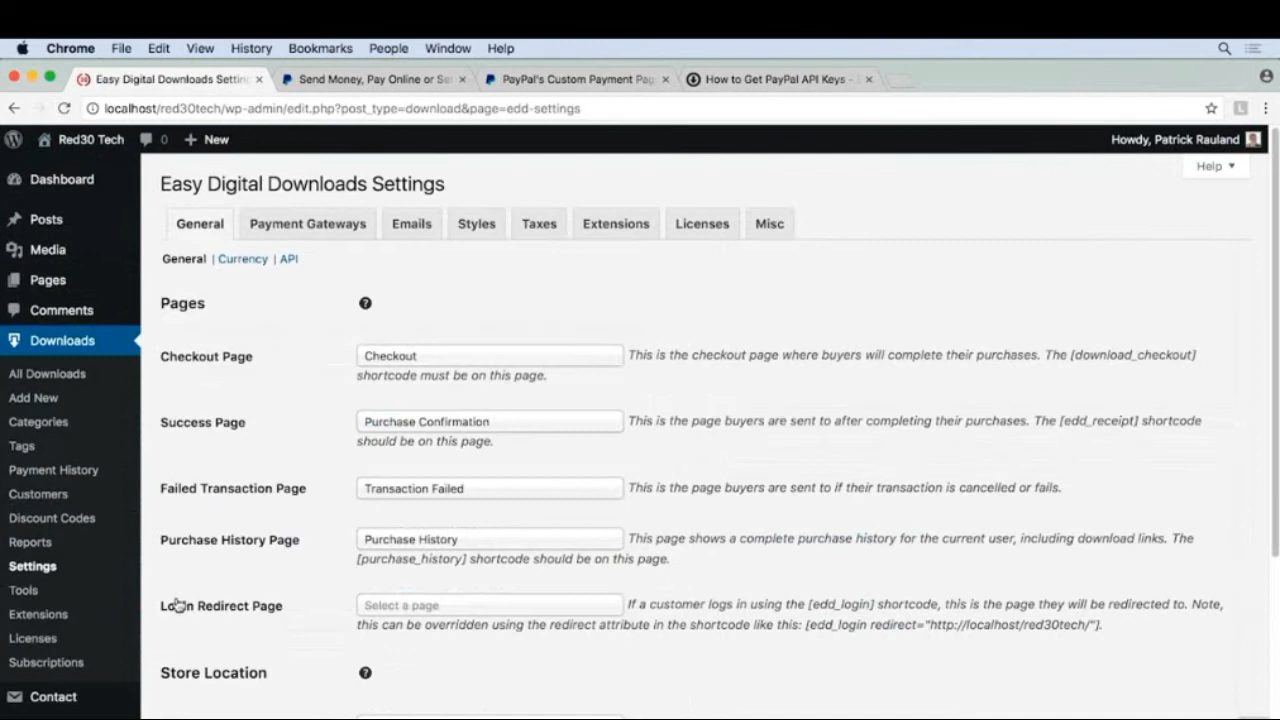 Chrome File Edit View History Bookmarks People Window Help
Easy Digital Downloads Settin
Send Money, Pay Online or Se
PayPal's Custom Payment Pag
How to Get PayPal API Keys -
localhost/red30tech/wp-admin/edit.php?post_type=download&page=edd-settings
Red30 Tech 0 New
Howdy, Patrick Rauland
Help
Dashboard
Posts
Media
Pages
Comments
Downloads
All Downloads
Add New
Categories
Tags
Payment History
Customers
Discount Codes
Reports
Settings
Tools
Extensions
Licenses
Subscriptions
Contact
Easy Digital Downloads Settings
General Payment Gateways Emails Styles Taxes Extensions Licenses Misc
General | Currency | API
Pages
Checkout Page Checkout This is the checkout page where buyers will complete their purchases. The [download_checkout]
shortcode must be on this page.
Success Page Purchase Confirmation This is the page buyers are sent to after completing their purchases. The [edd_receipt] shortcode
should be on this page.
Failed Transaction Page Transaction Failed This is the page buyers are sent to if their transaction is cancelled or fails.
Purchase History Page Purchase History This page shows a complete purchase history for the current user, including download links. The
[purchase_history] shortcode should be on this page.
Login Redirect Page Select a page If a customer logs in using the [edd_login] shortcode, this is the page they will be redirected to. Note,
this can be overridden using the redirect attribute in the shortcode like this: [edd_login redirect="http://localhost/red30tech/"].
Store Location